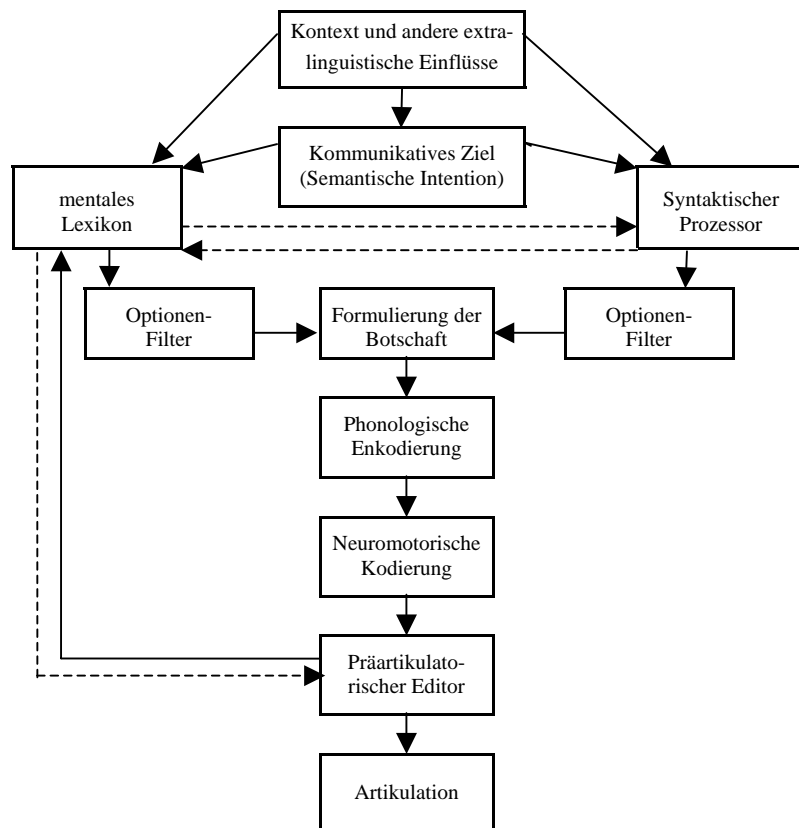 Kontext und andere extra-
linguistische Einflüsse
Kommunikatives Ziel
(Semantische Intention)
mentales
Lexikon
Syntaktischer
Prozessor
Optionen-
Filter
Formulierung der
Botschaft
Optionen-
Filter
Phonologische
Enkodierung
Neuromotorische
Kodierung
Präartikulato-
rischer Editor
Artikulation